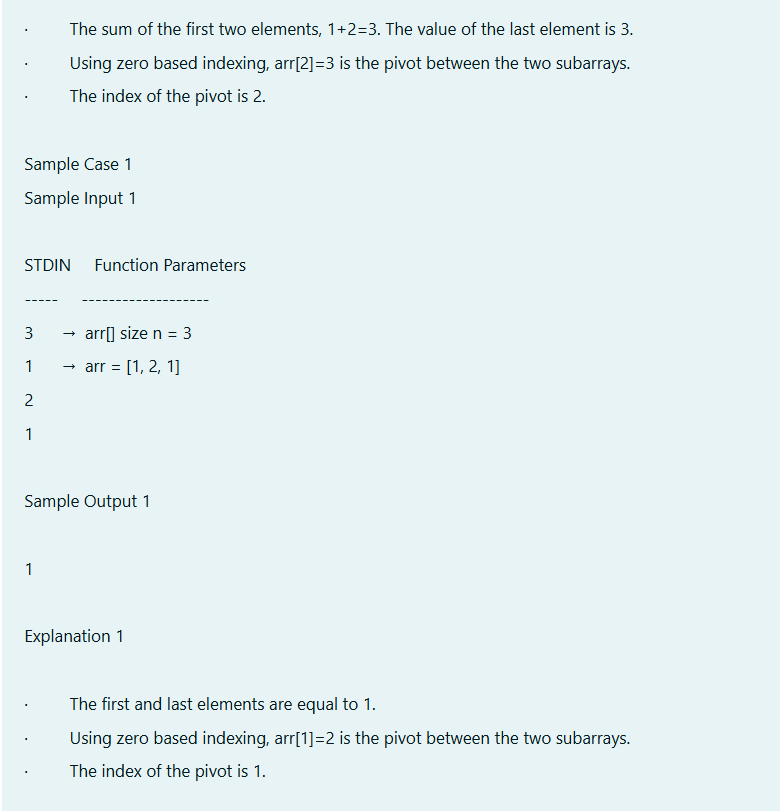 · The sum of the first two elements, 1+2=3. The value of the last element is 3.
· Using zero based indexing, arr[2]=3 is the pivot between the two subarrays.
· The index of the pivot is 2.
Sample Case 1
Sample Input 1
STDIN Function Parameters
----- -------------------
3 → arr[] size n = 3
1 → arr = [1, 2, 1]
2
1
Sample Output 1
1
Explanation 1
· The first and last elements are equal to 1.
· Using zero based indexing, arr[1]=2 is the pivot between the two subarrays.
· The index of the pivot is 1.